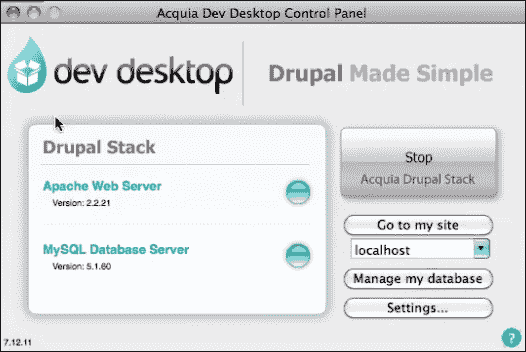 Acquia Dev Desktop Control Panel
dev desktop
Drupal Made Simple
Drupal Stack
Apache Web Server
Version: 2.2.21
MySQL Database Server
Version: 5.1.60
Stop
Acquia Drupal Stack
Go to my site
localhost
Manage my database
Settings...
7.12.11
?